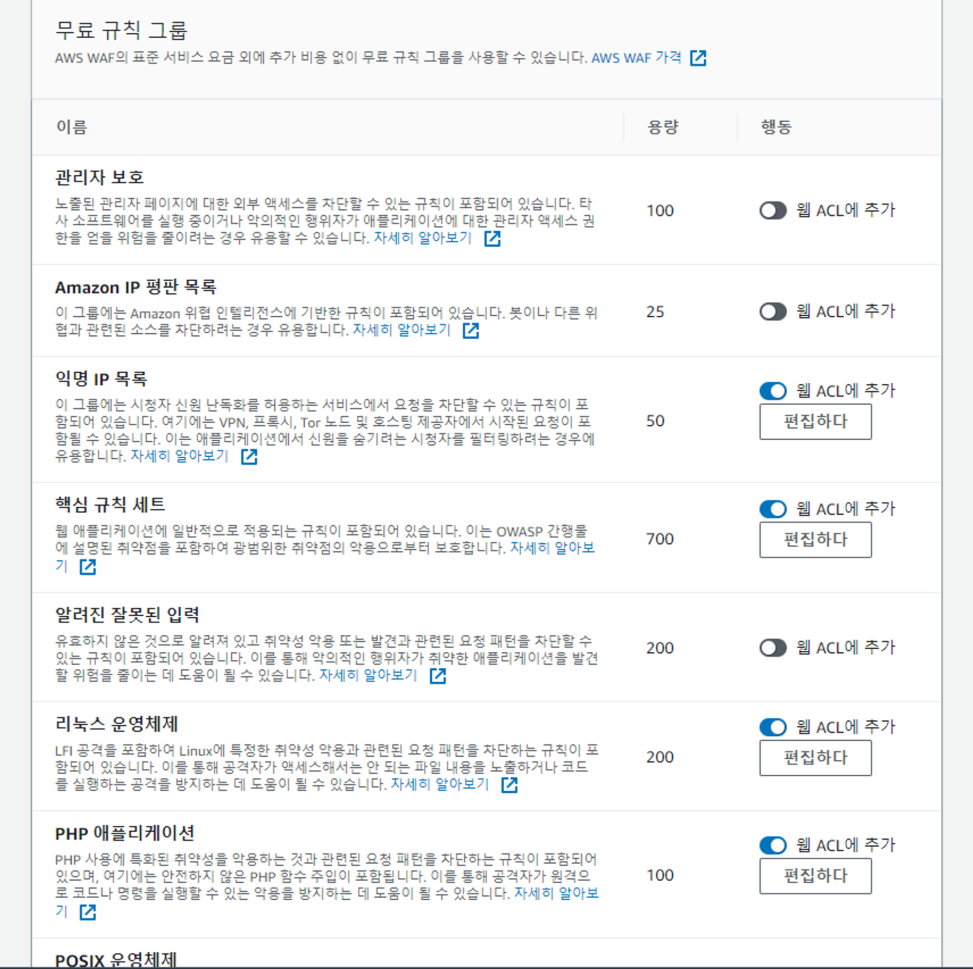 무료 규칙 그룹
AWS WAF의 표준 서비스 요금 외에 추가 비용 없이 무료 규칙 그룹을 사용할 수 있습니다. AWS WAF 가격
이름 용량 행동
관리자 보호
노출된 관리자 페이지에 대한 외부 액세스를 차단할 수 있는 규칙이 포함되어 있습니다. 타
사 소프트웨어를 실행 중이거나 악의적인 행위자가 애플리케이션에 대한 관리자 액세스 권
한을 얻을 위험을 줄이려는 경우 유용할 수 있습니다. 자세히 알아보기
100
웹 ACL에 추가
Amazon IP 평판 목록
이 그룹에는 Amazon 위협 인텔리전스에 기반한 규칙이 포함되어 있습니다. 봇이나 다른 위
협과 관련된 소스를 차단하려는 경우 유용합니다. 자세히 알아보기
25
웹 ACL에 추가
익명 IP 목록
이 그룹에는 시청자 신원 난독화를 허용하는 서비스에서 요청을 차단할 수 있는 규칙이 포
함되어 있습니다. 여기에는 VPN, 프록시, Tor 노드 및 호스팅 제공자에서 시작된 요청이 포
함될 수 있습니다. 이는 애플리케이션에서 신원을 숨기려는 시청자를 필터링하려는 경우에
유용합니다. 자세히 알아보기
50
웹 ACL에 추가
편집하다
핵심 규칙 세트
웹 애플리케이션에 일반적으로 적용되는 규칙이 포함되어 있습니다. 이는 OWASP 간행물
에 설명된 취약점을 포함하여 광범위한 취약점의 악용으로부터 보호합니다. 자세히 알아보
기
700
웹 ACL에 추가
편집하다
알려진 잘못된 입력
유효하지 않은 것으로 알려져 있고 취약성 악용 또는 발견과 관련된 요청 패턴을 차단할 수
있는 규칙이 포함되어 있습니다. 이를 통해 악의적인 행위자가 취약한 애플리케이션을 발견
할 위험을 줄이는 데 도움이 될 수 있습니다. 자세히 알아보기
200
웹 ACL에 추가
리눅스 운영체제
LFI 공격을 포함하여 Linux에 특정한 취약성 악용과 관련된 요청 패턴을 차단하는 규칙이 포
함되어 있습니다. 이를 통해 공격자가 액세스해서는 안 되는 파일 내용을 노출하거나 코드
를 실행하는 공격을 방지하는 데 도움이 될 수 있습니다. 자세히 알아보기
200
웹 ACL에 추가
편집하다
PHP 애플리케이션
PHP 사용에 특화된 취약성을 악용하는 것과 관련된 요청 패턴을 차단하는 규칙이 포함되어
있으며, 여기에는 안전하지 않은 PHP 함수 주입이 포함됩니다. 이를 통해 공격자가 원격으
로 코드나 명령을 실행할 수 있는 악용을 방지하는 데 도움이 될 수 있습니다. 자세히 알아보
기
100
웹 ACL에 추가
편집하다
POSIX 운영체제